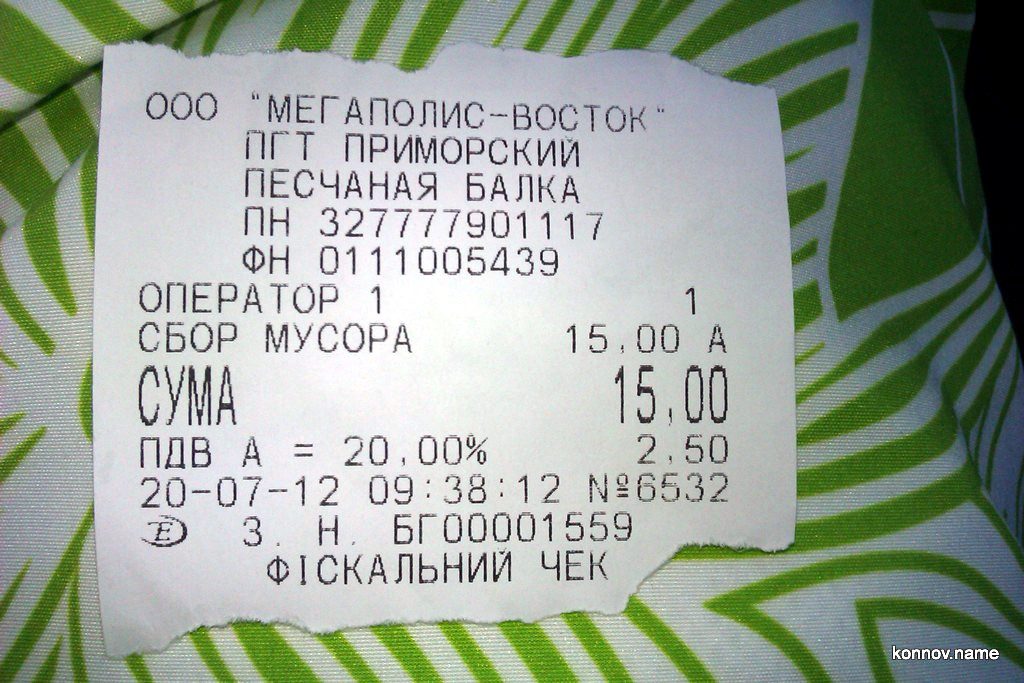 ООО "МЕГАПОЛИС-ВОСТОК"
ПГТ ПРИМОРСКИЙ
ПЕСЧАНАЯ БАЛКА
ПН 327777901117
ФН 0111005439
ОПЕРАТОР 1 1
СБОР МУСОРА 15,00 А
СУМА 15,00
ПДВ А = 20,00% 2,50
20-07-12 09:38:12 №6532
Є З. Н. БГ00001559
ФІСКАЛЬНИЙ ЧЕК
konnov.name